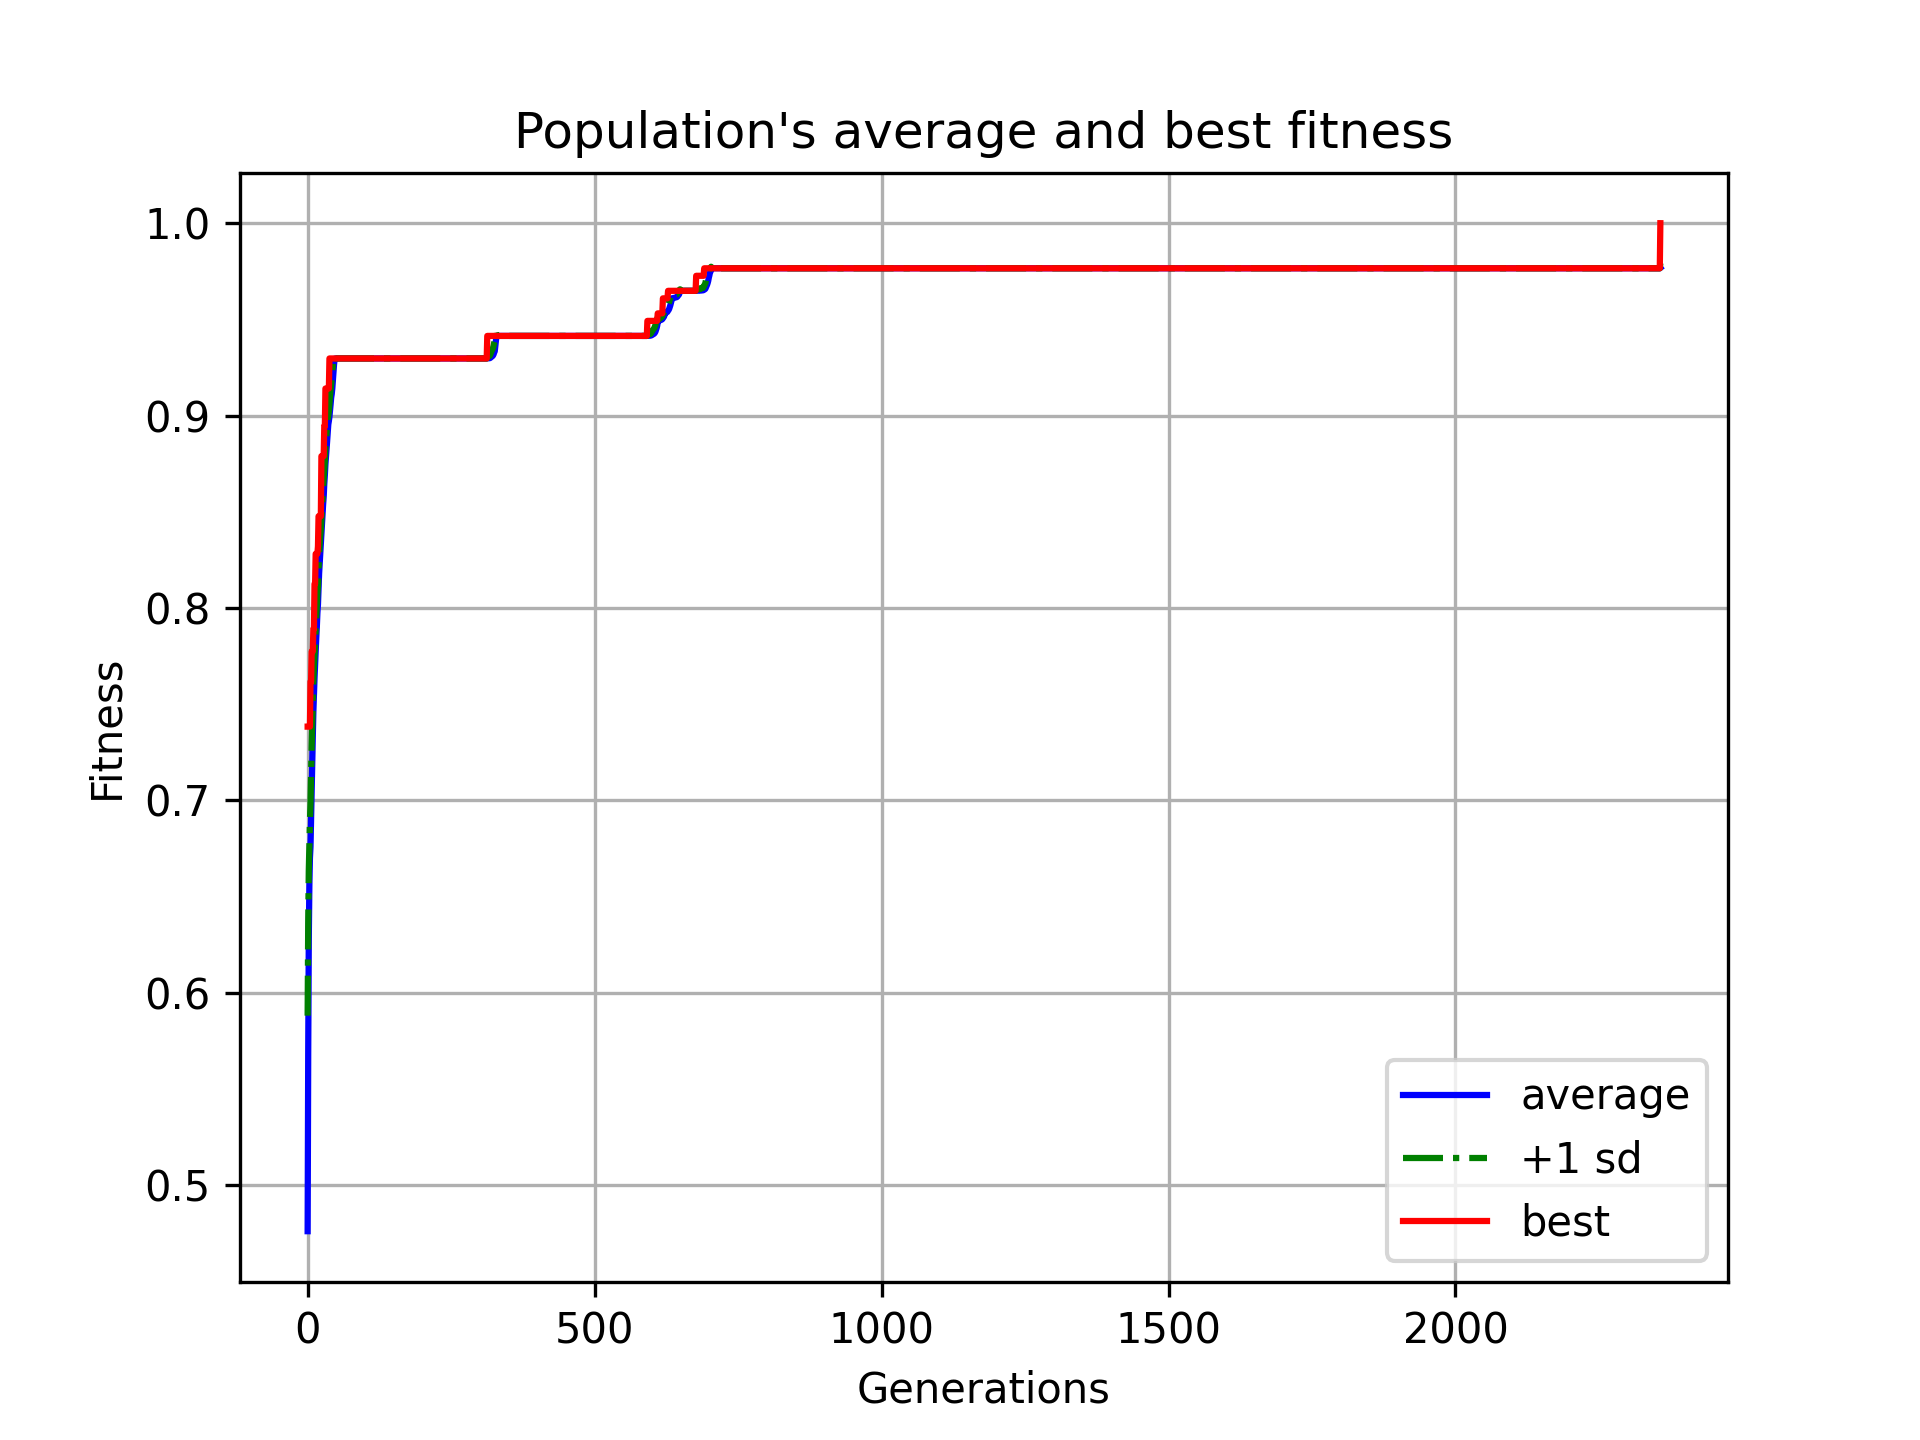 Population's average and best fitness
1.0
0.9
0.8
0.7
0.6
0.5
Fitness
0
500
1000
1500
2000
Generations
average
+1 sd
best